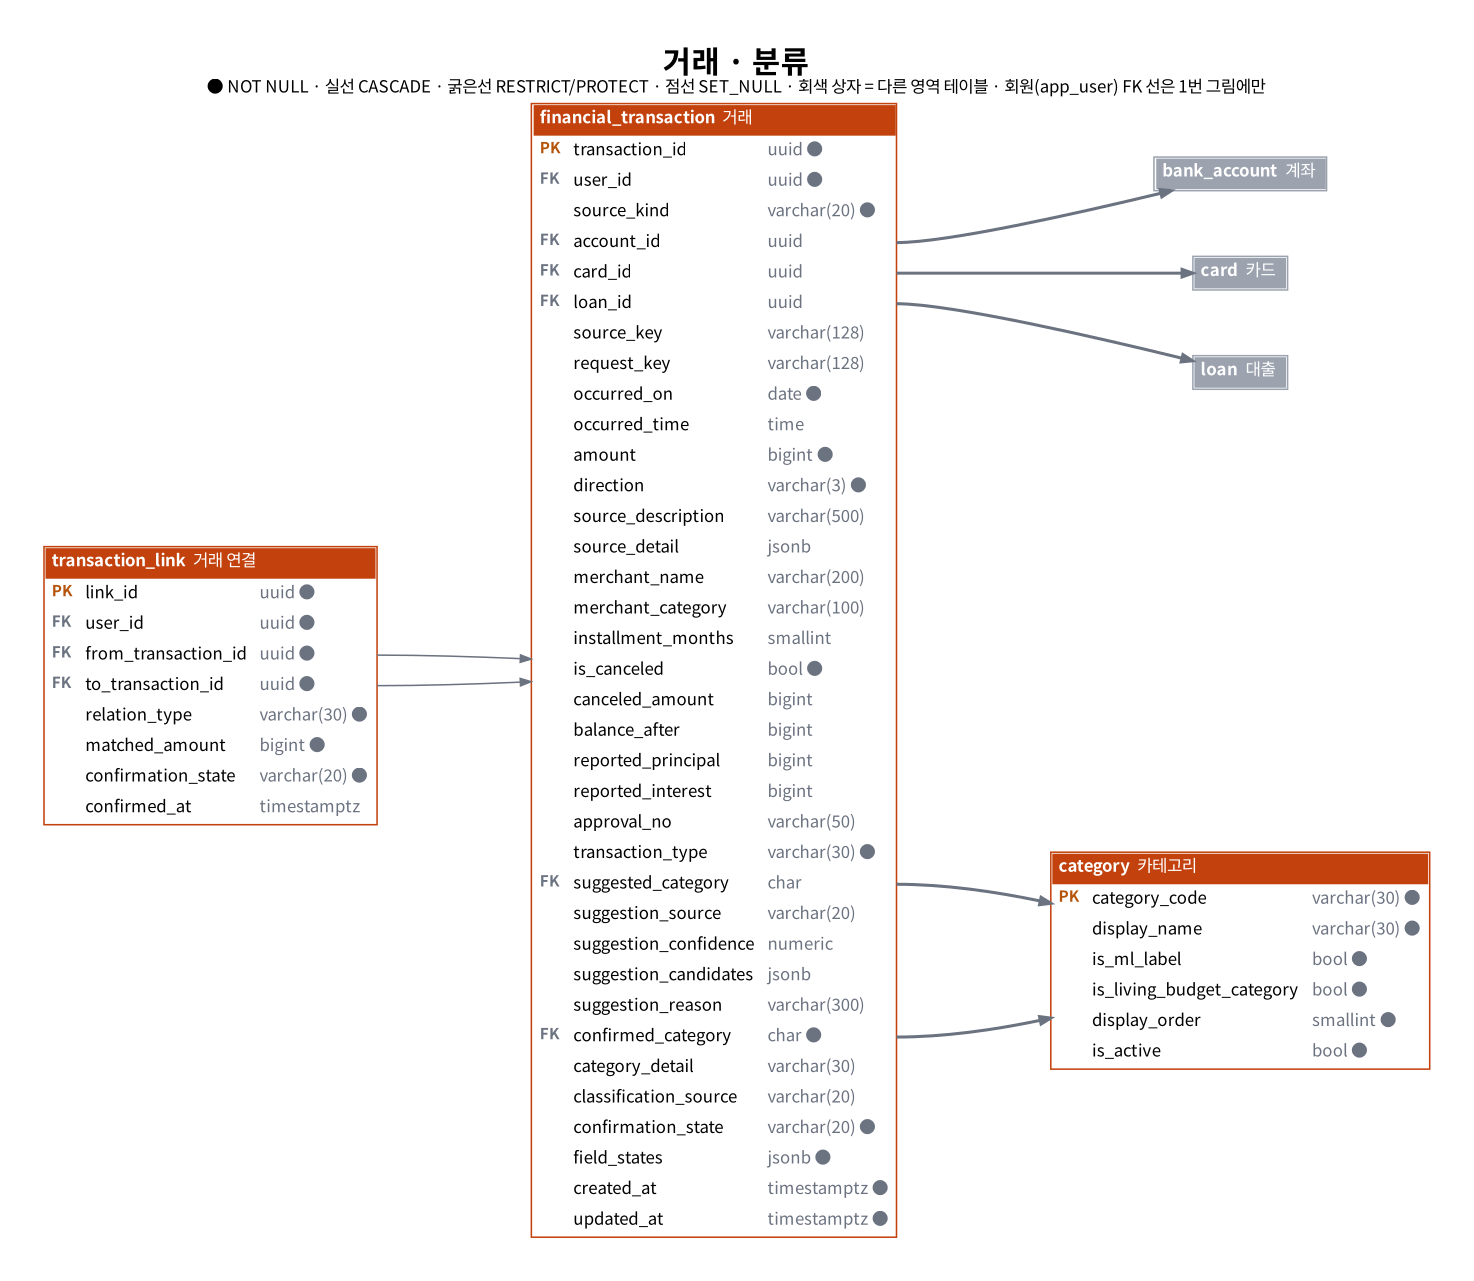 거래 · 분류
● NOT NULL · 실선 CASCADE · 굵은선 RESTRICT/PROTECT · 점선 SET_NULL · 회색 상자 = 다른 영역 테이블 · 회원(app_user) FK 선은 1번 그림에만
financial_transaction 거래
PK transaction_id uuid ●
FK user_id uuid ●
source_kind varchar(20) ●
FK account_id uuid
FK card_id uuid
FK loan_id uuid
source_key varchar(128)
request_key varchar(128)
occurred_on date ●
occurred_time time
amount bigint ●
direction varchar(3) ●
source_description varchar(500)
source_detail jsonb
merchant_name varchar(200)
merchant_category varchar(100)
installment_months smallint
is_canceled bool ●
canceled_amount bigint
balance_after bigint
reported_principal bigint
reported_interest bigint
approval_no varchar(50)
transaction_type varchar(30) ●
FK suggested_category char
suggestion_source varchar(20)
suggestion_confidence numeric
suggestion_candidates jsonb
suggestion_reason varchar(300)
FK confirmed_category char ●
category_detail varchar(30)
classification_source varchar(20)
confirmation_state varchar(20) ●
field_states jsonb ●
created_at timestamptz ●
updated_at timestamptz ●
bank_account 계좌
card 카드
loan 대출
transaction_link 거래 연결
PK link_id uuid ●
FK user_id uuid ●
FK from_transaction_id uuid ●
FK to_transaction_id uuid ●
relation_type varchar(30) ●
matched_amount bigint ●
confirmation_state varchar(20) ●
confirmed_at timestamptz
category 카테고리
PK category_code varchar(30) ●
display_name varchar(30) ●
is_ml_label bool ●
is_living_budget_category bool ●
display_order smallint ●
is_active bool ●